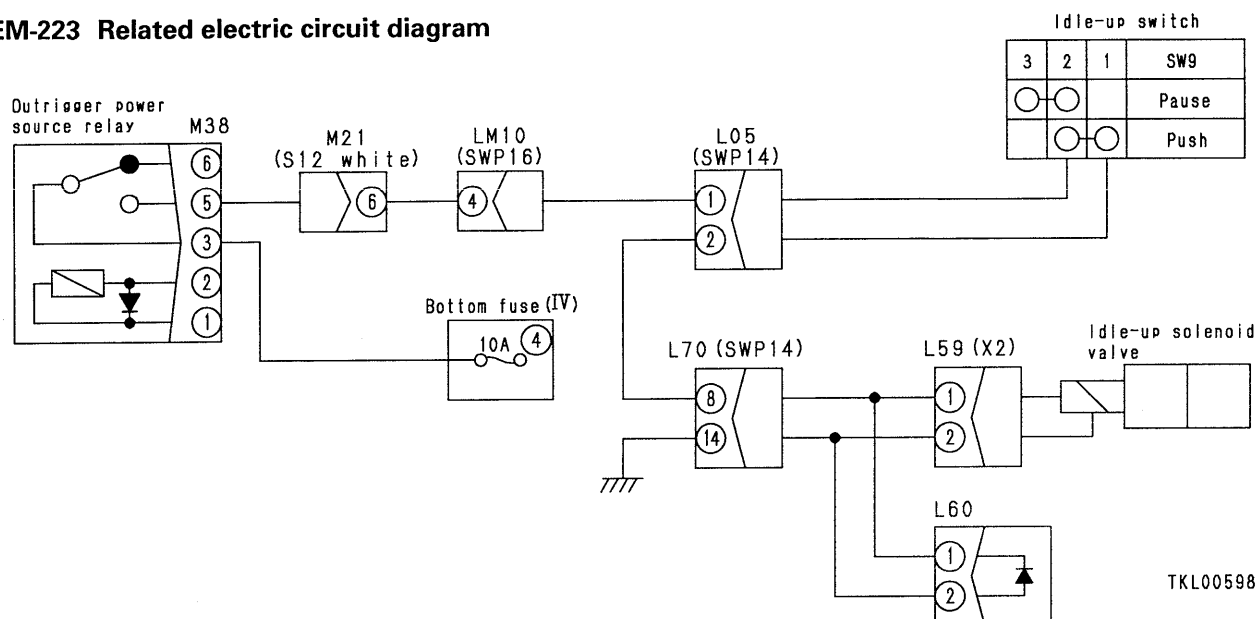 EM-223 Related electric circuit diagram
Idle-up switch
3 2 1 SW9
Pause
Push
Outrigger power
source relay
M38
6
5
3
2
1
M21
(S12 white)
6
LM10
(SWP16)
4
L05
(SWP14)
1
2
Bottom fuse(IV)
10A
4
L70 (SWP14)
8
14
L59 (X2)
1
2
Idle-up solenoid
valve
L60
1
2
TKL00598